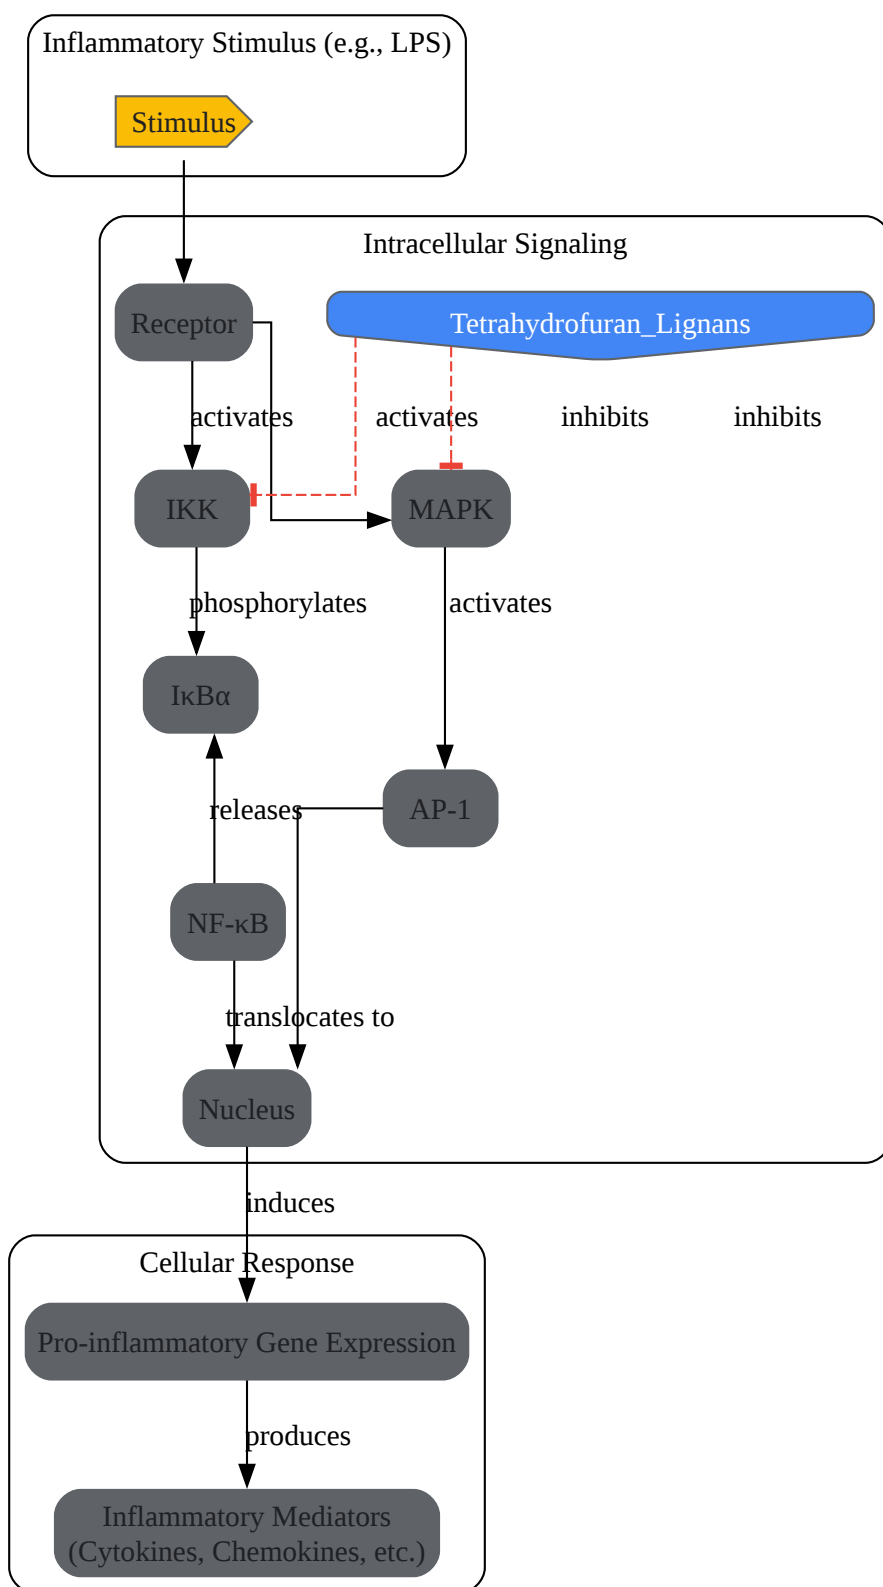 Inflammatory Stimulus (e.g., LPS)
Stimulus
Intracellular Signaling
Receptor
Tetrahydrofuran_Lignans
activates
activates
inhibits
inhibits
IKK
MAPK
phosphorylates
activates
IκBα
releases
AP-1
NF-κB
translocates to
Nucleus
induces
Cellular Response
Pro-inflammatory Gene Expression
produces
Inflammatory Mediators
(Cytokines, Chemokines, etc.)